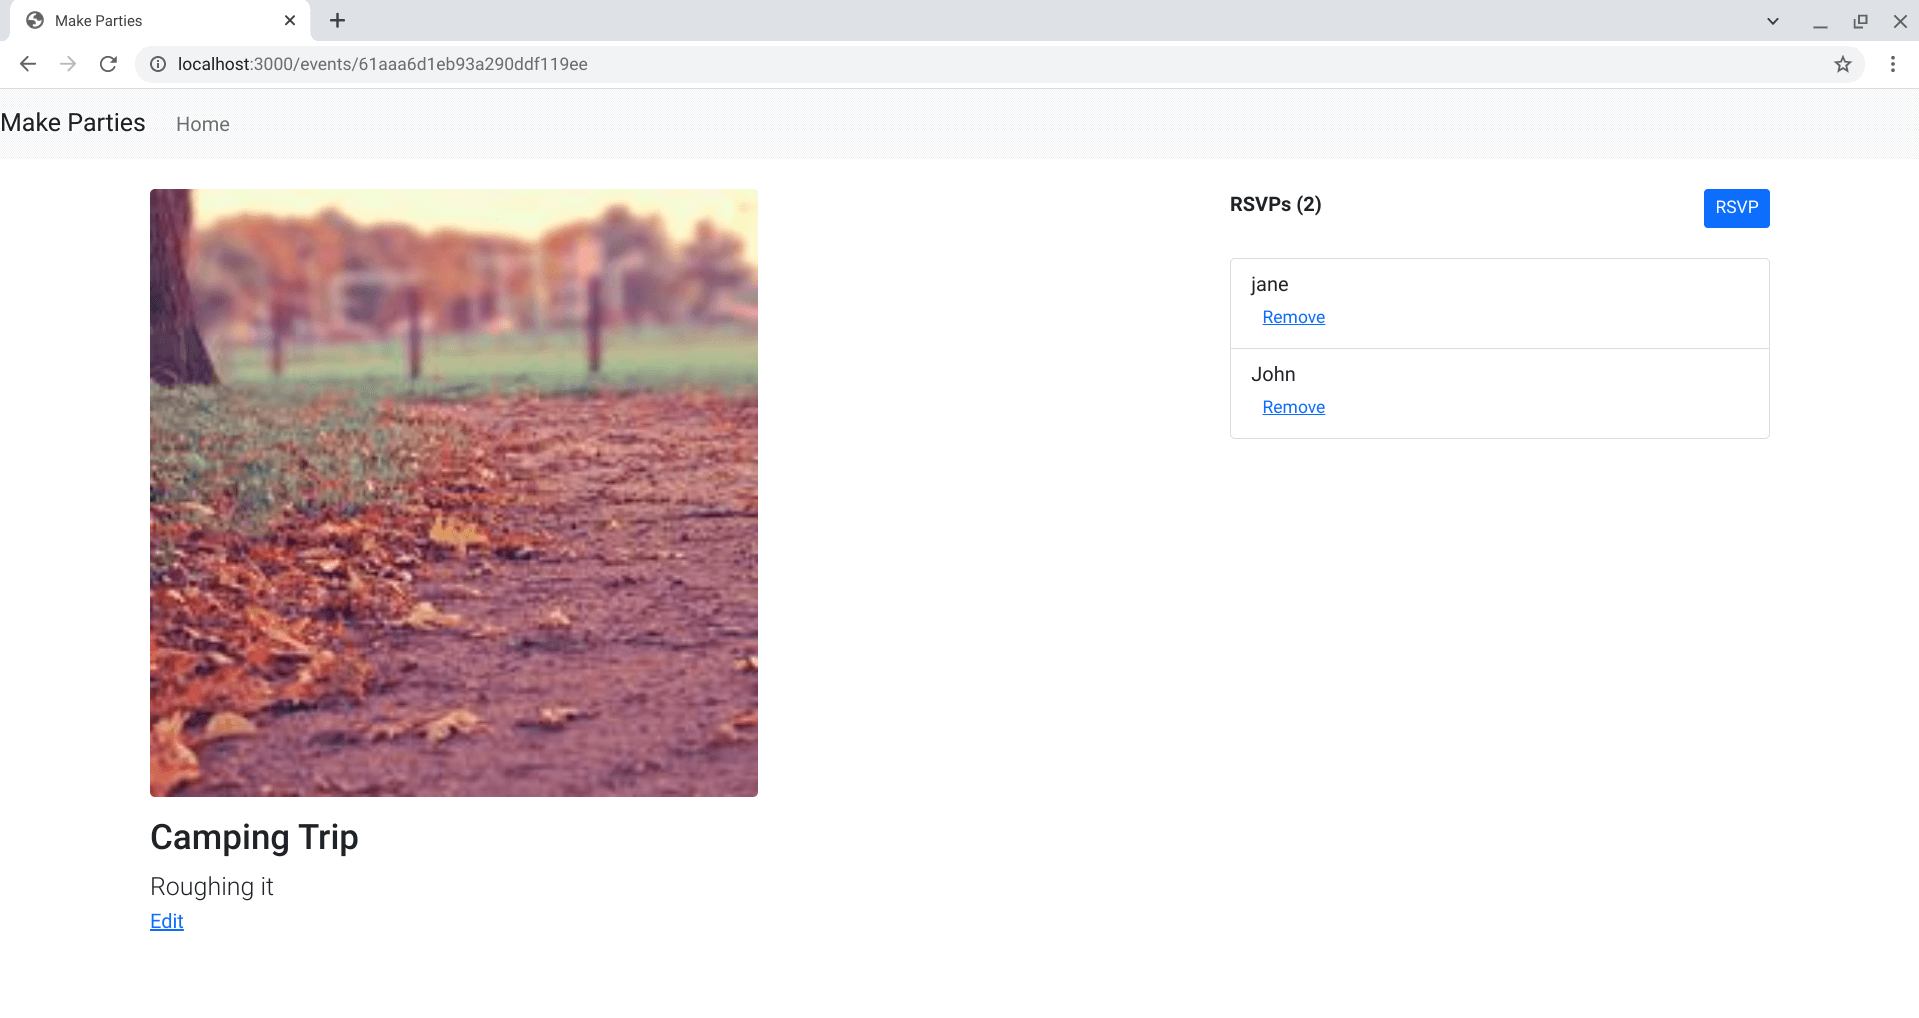 Make Parties
localhost:3000/events/61aaa6d1eb93a290ddf119ee
Make Parties Home
RSVPs (2) RSVP
jane
Remove
John
Remove
Camping Trip
Roughing it
Edit